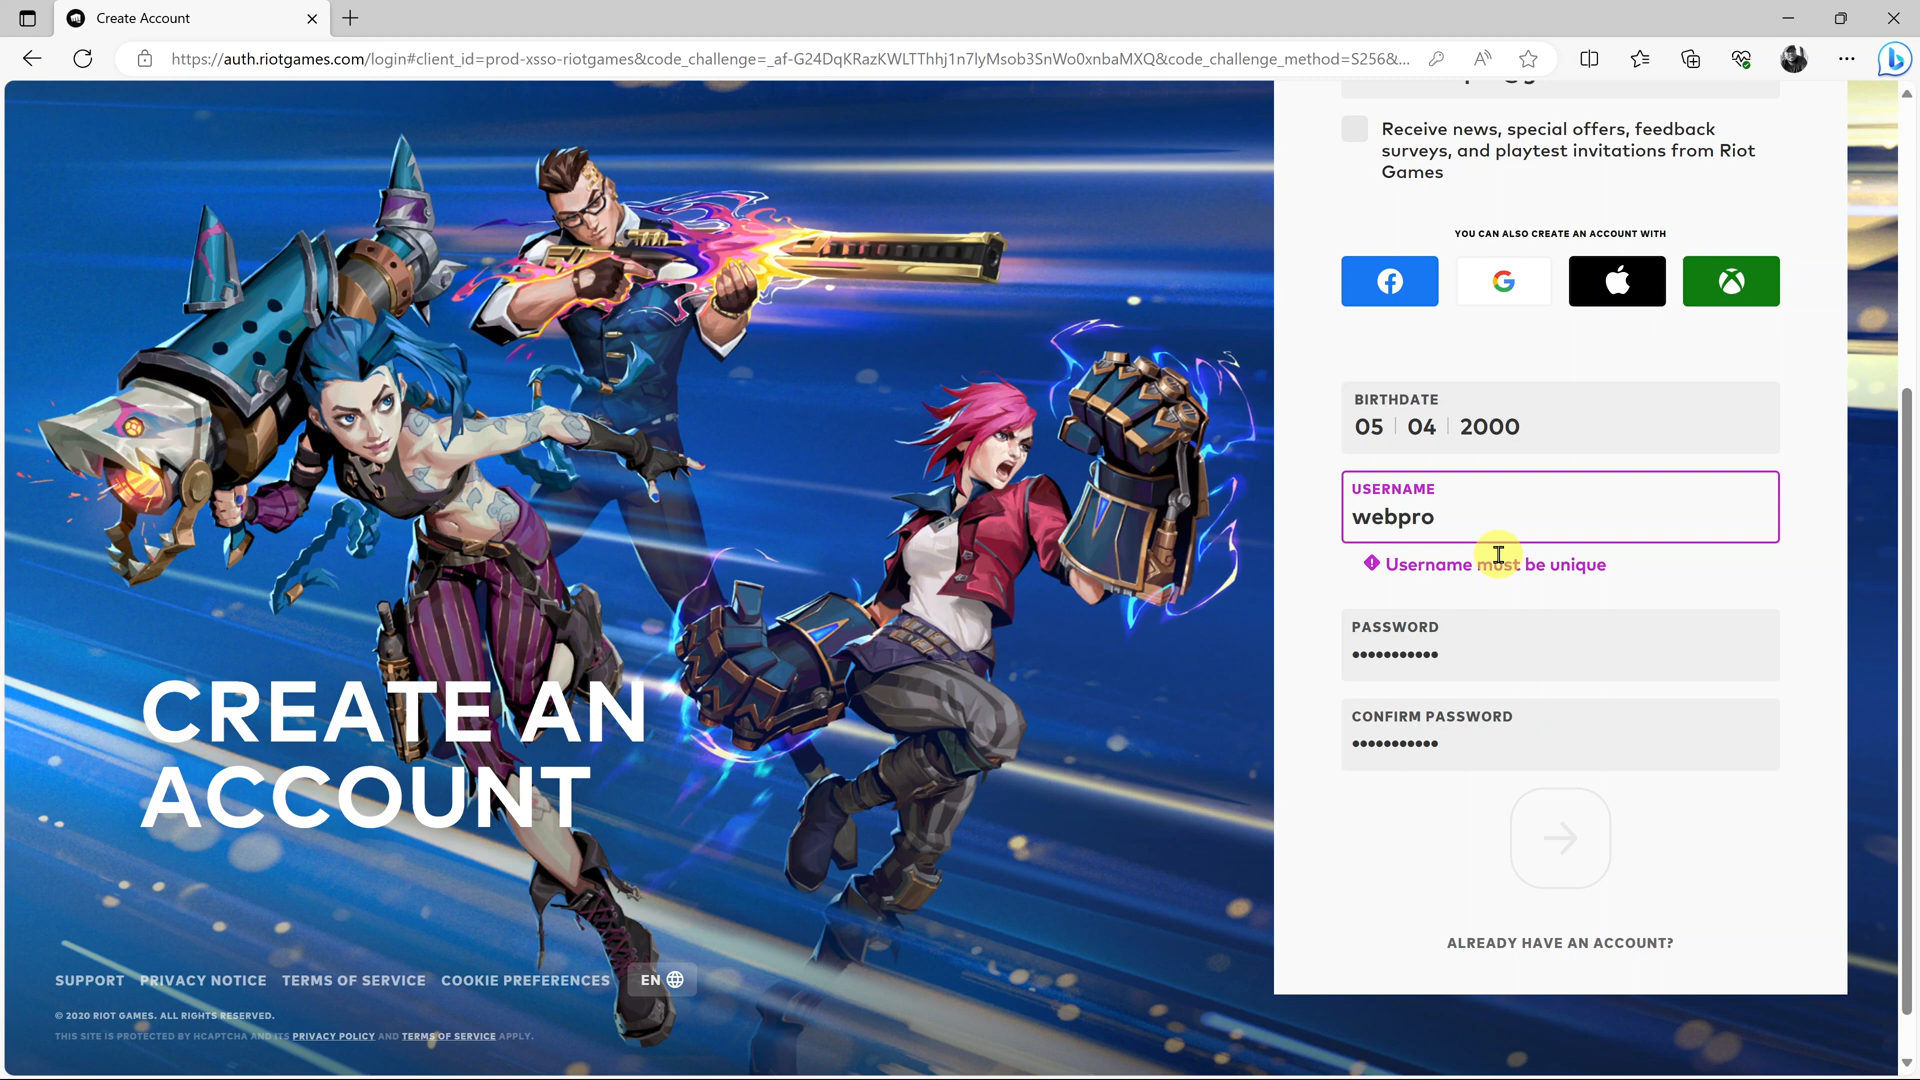 Create Account
https://auth.riotgames.com/login#client_id=prod-xsso-riotgames&code_challenge=_af-G24DqKRazKWLTThhj1n7lyMsob3SnWo0xnbaMXQ&code_challenge_method=S256&...
Receive news, special offers, feedback
surveys, and playtest invitations from Riot
Games
YOU CAN ALSO CREATE AN ACCOUNT WITH
BIRTHDATE
05 04 2000
USERNAME
webpro
Username must be unique
PASSWORD
•••••••••••
CONFIRM PASSWORD
•••••••••••
ALREADY HAVE AN ACCOUNT?
CREATE AN
ACCOUNT
SUPPORT PRIVACY NOTICE TERMS OF SERVICE COOKIE PREFERENCES EN
© 2020 RIOT GAMES. ALL RIGHTS RESERVED.
THIS SITE IS PROTECTED BY HCAPTCHA AND ITS PRIVACY POLICY AND TERMS OF SERVICE APPLY.